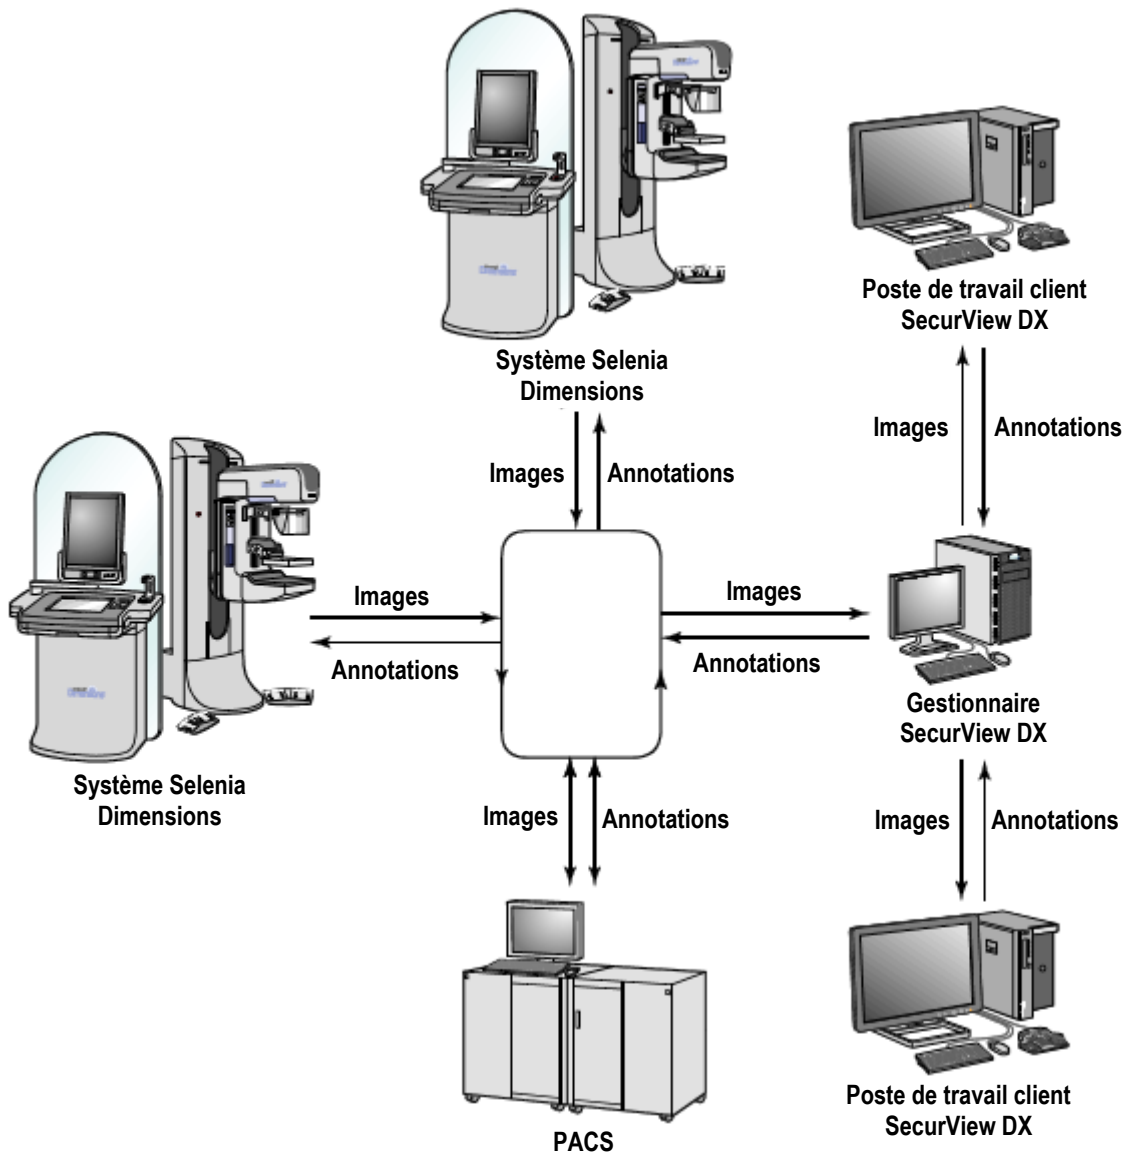 Poste de travail client
SecurView DX
Système Selenia
Dimensions
Images
Annotations
Images
Annotations
Images
Annotations
Images
Annotations
Gestionnaire
SecurView DX
Système Selenia
Dimensions
Images
Annotations
Images
Annotations
Poste de travail client
SecurView DX
PACS